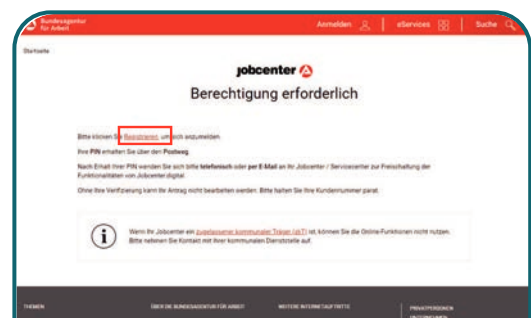 Bundesagentur
für Arbeit
Anmelden
eServices
Suche
Startseite
jobcenter
Berechtigung erforderlich
Bitte klicken Sie Registrieren, um sich anzumelden.
Ihre PIN erhalten Sie über den Postweg.
Nach Erhalt Ihrer PIN wenden Sie sich bitte telefonisch oder per E-Mail an Ihr Jobcenter / Servicecenter zur Freischaltung der
Funktionalitäten von Jobcenter.digital.
Ohne Ihre Verifizierung kann Ihr Antrag nicht bearbeitet werden. Bitte halten Sie Ihre Kundennummer parat.
Wenn Ihr Jobcenter ein zugelassener kommunaler Träger (zkT) ist, können Sie die Online-Funktionen nicht nutzen.
Bitte nehmen Sie Kontakt mit Ihrer kommunalen Dienststelle auf.
THEMEN
ÜBER DIE BUNDESAGENTUR FÜR ARBEIT
WEITERE INTERNETAUFTRITTE
PRIVATPERSONEN
UNTERNEHMEN